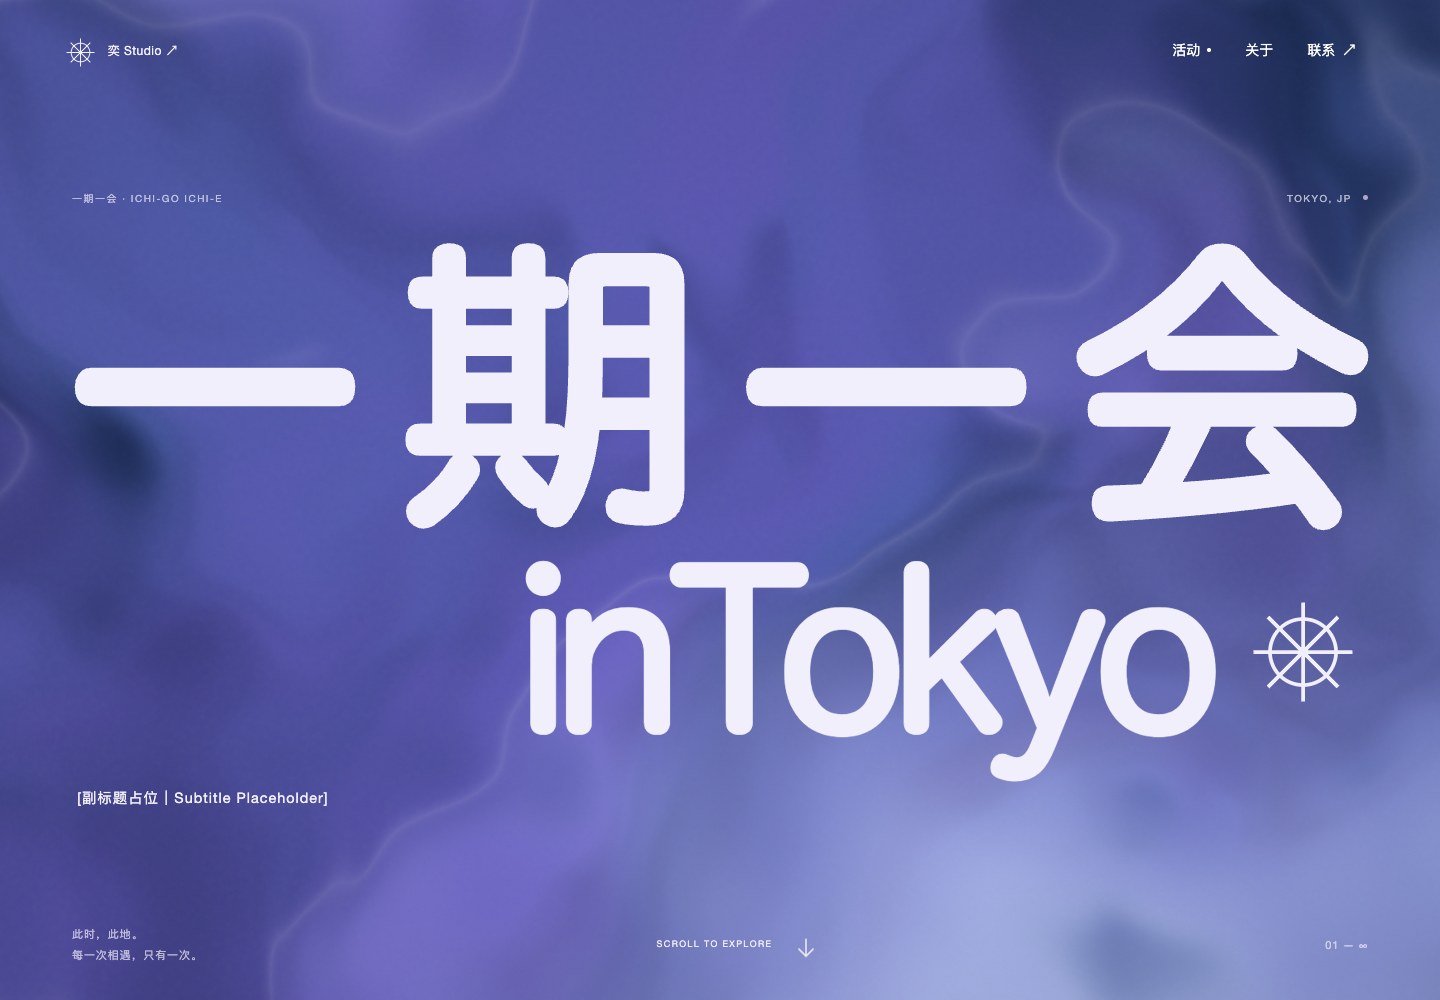 奕 Studio ↗
活动 •
关于
联系 ↗
一期一会 · ICHI-GO ICHI-E
TOKYO, JP •
一期一会
inTokyo
[副标题占位｜Subtitle Placeholder]
此时，此地。
每一次相遇，只有一次。
SCROLL TO EXPLORE ↓
01 — ∞